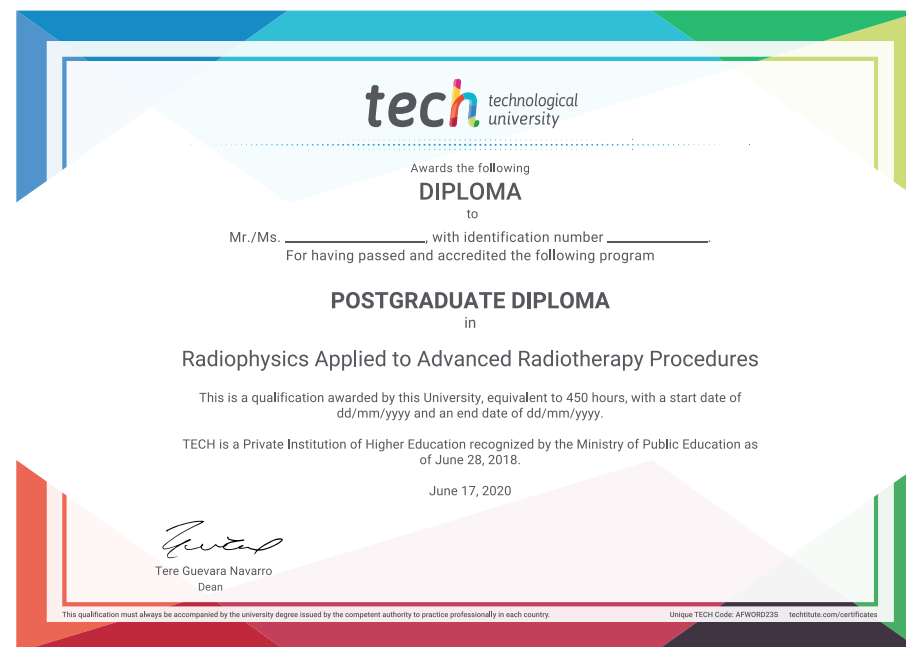 tech technological
university
Awards the following
DIPLOMA
to
Mr./Ms. ____________________, with identification number ______________.
For having passed and accredited the following program
POSTGRADUATE DIPLOMA
in
Radiophysics Applied to Advanced Radiotherapy Procedures
This is a qualification awarded by this University, equivalent to 450 hours, with a start date of
dd/mm/yyyy and an end date of dd/mm/yyyy.
TECH is a Private Institution of Higher Education recognized by the Ministry of Public Education as
of June 28, 2018.
June 17, 2020
Tere Guevara Navarro
Dean
This qualification must always be accompanied by the university degree issued by the competent authority to practice professionally in each country. Unique TECH Code: AFWORD23S techtitute.com/certificates